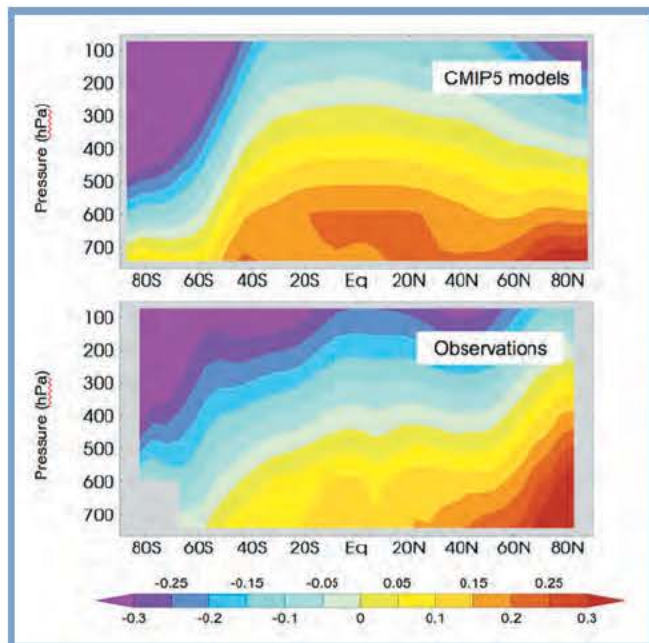 100
200
300
400
500
600
700
Pressure (hPa)
CMIP5 models
80S 60S 40S 20S Eq 20N 40N 60N 80N
100
200
300
400
500
600
700
Pressure (hPa)
Observations
80S 60S 40S 20S Eq 20N 40N 60N 80N
-0.25 -0.15 -0.05 0.05 0.15 0.25
-0.3 -0.2 -0.1 0 0.1 0.2 0.3